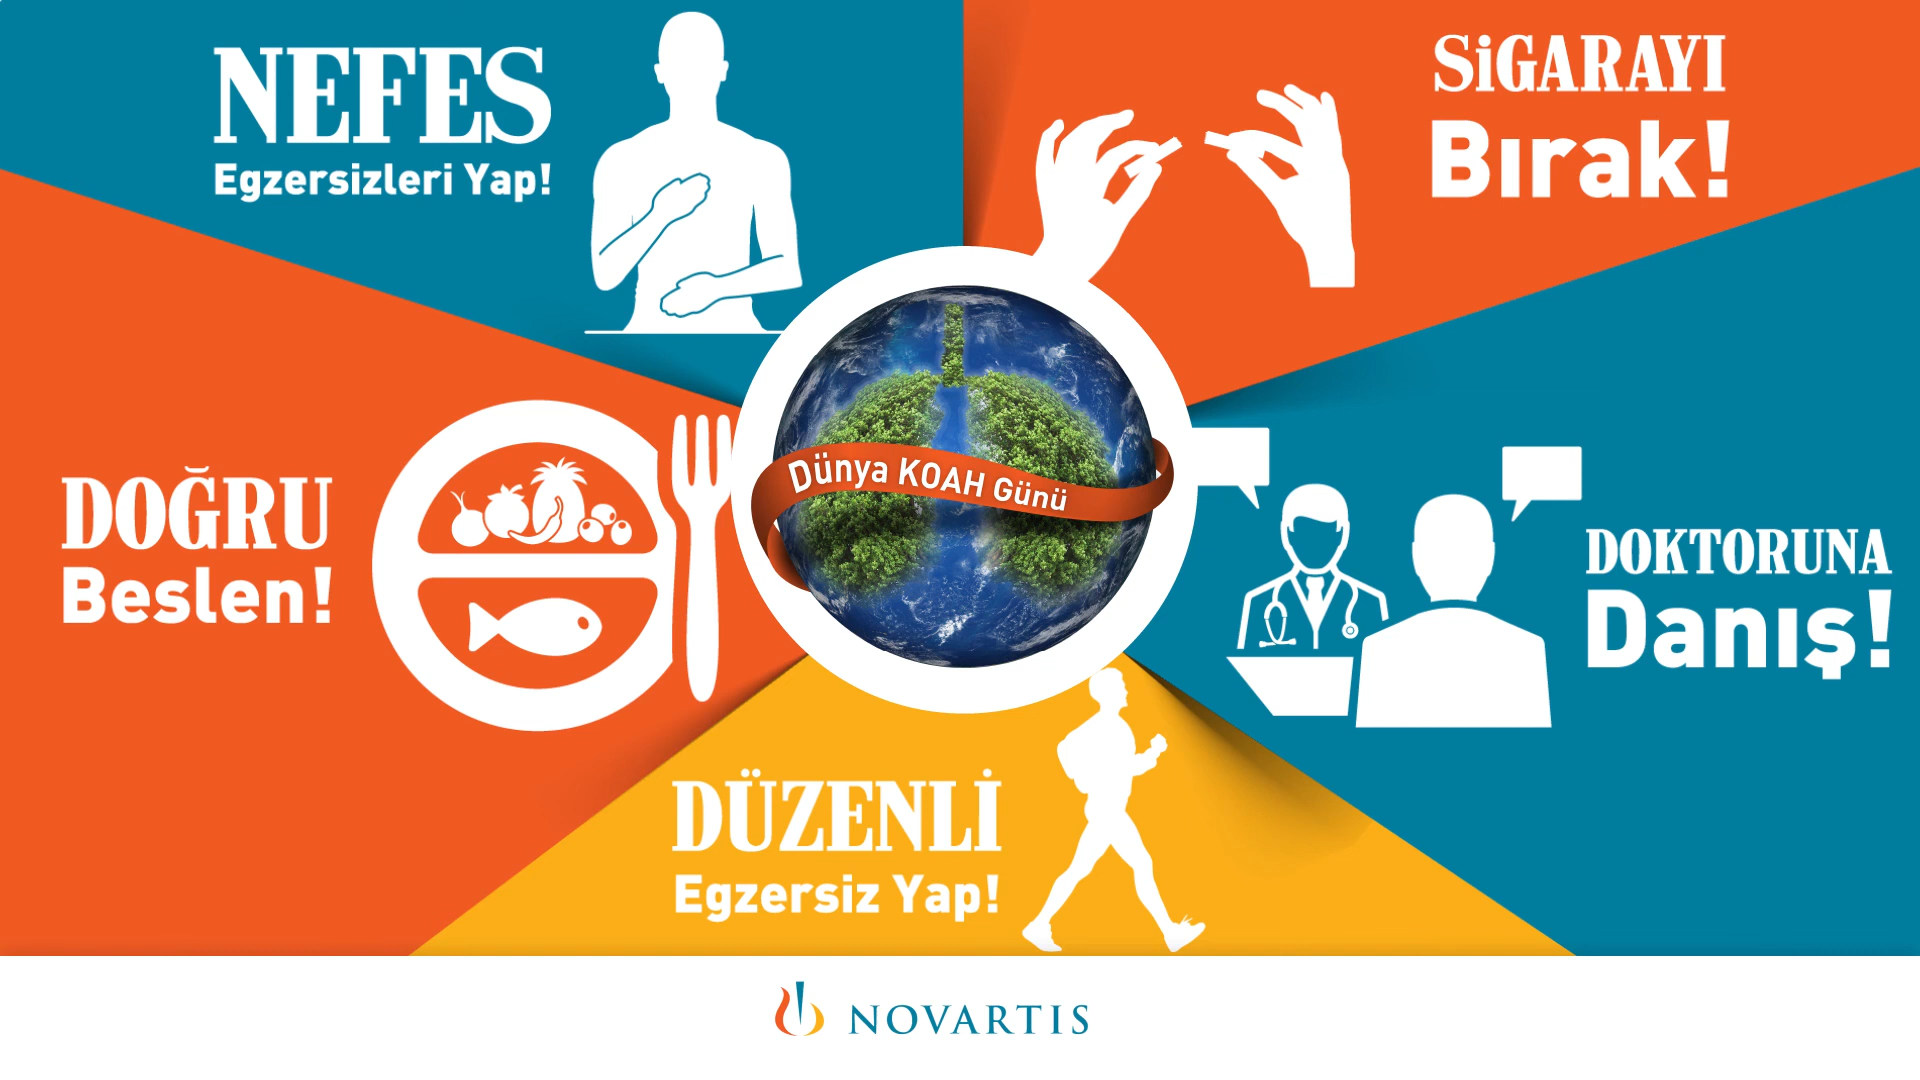 NEFES
Egzersizleri Yap!
SiGARAYI
Bırak!
DOĞRU
Beslen!
Dünya KOAH Günü
DOKTORUNA
Danış!
DÜZENLİ
Egzersiz Yap!
NOVARTIS